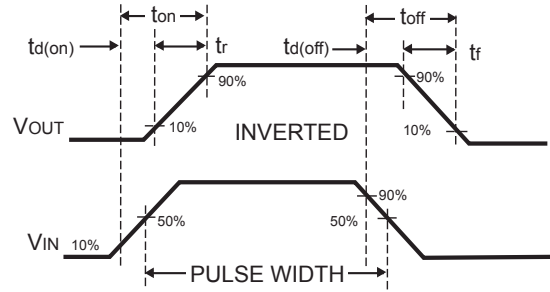 ton toff
td(on) tr td(off) tf
90% 90%
VOUT 10% INVERTED 10%
90%
50% 50%
VIN 10%
PULSE WIDTH